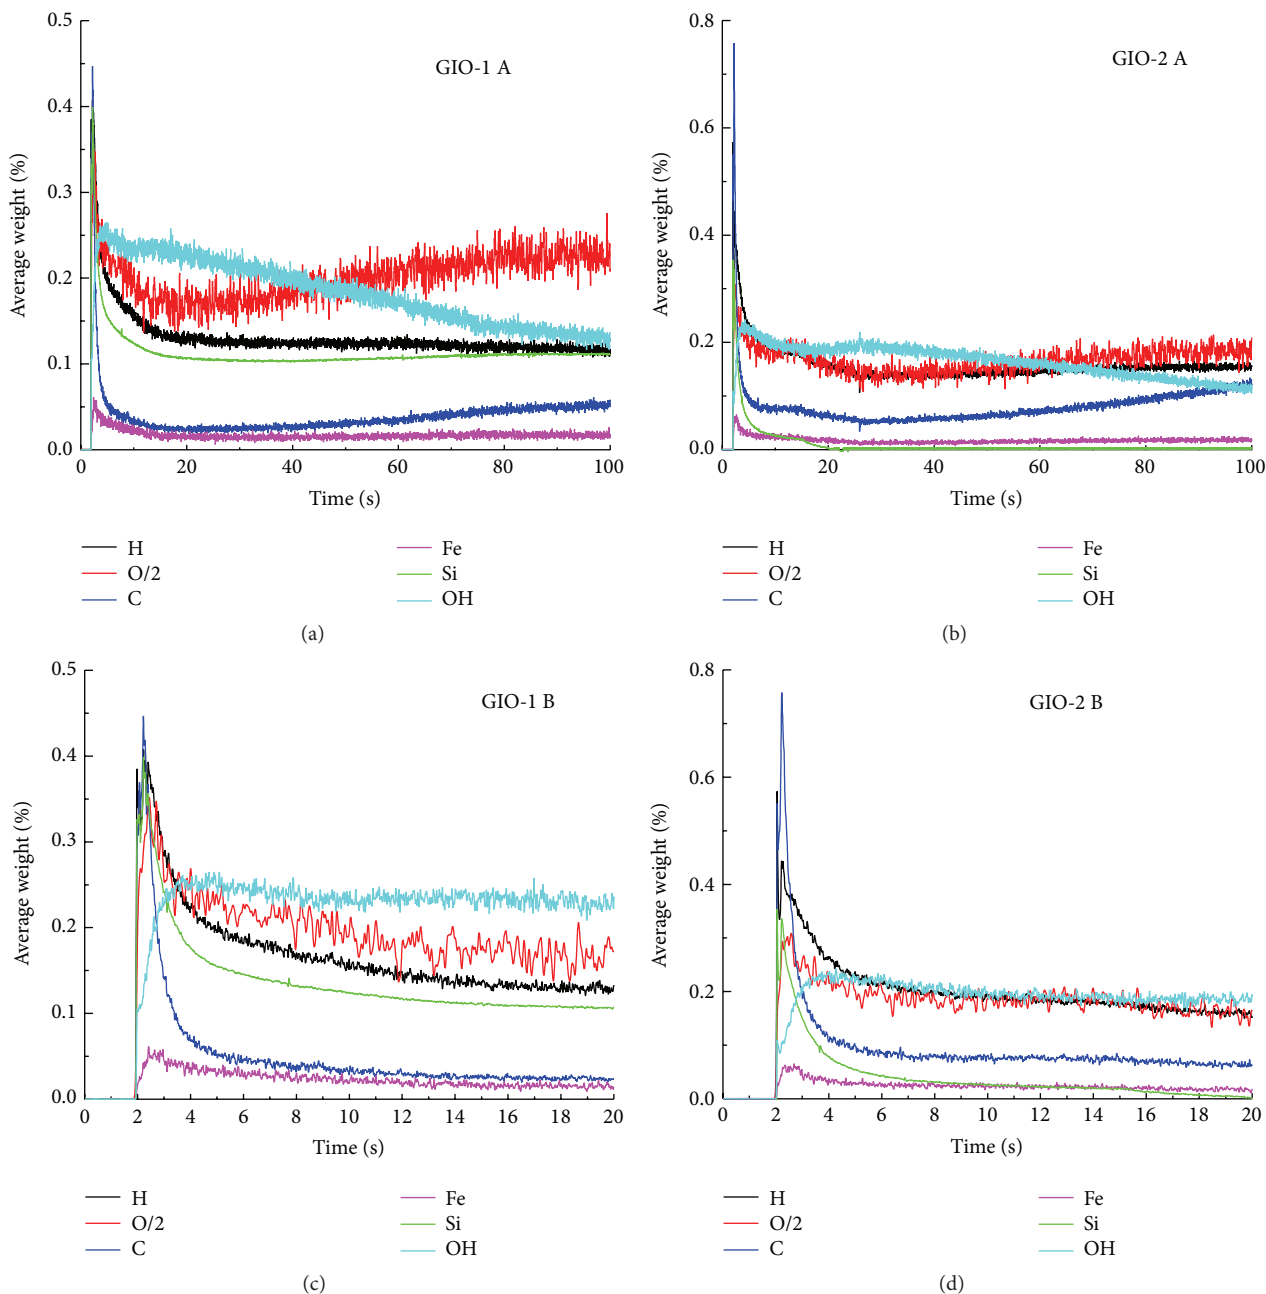 GIO-1 A
Average weight (%)
0.5
0.4
0.3
0.2
0.1
0.0
0 20 40 60 80 100
Time (s)
H
O/2
C
Fe
Si
OH
(a)
GIO-2 A
Average weight (%)
0.8
0.6
0.4
0.2
0.0
0 20 40 60 80 100
Time (s)
H
O/2
C
Fe
Si
OH
(b)
GIO-1 B
Average weight (%)
0.5
0.4
0.3
0.2
0.1
0.0
0 2 4 6 8 10 12 14 16 18 20
Time (s)
H
O/2
C
Fe
Si
OH
(c)
GIO-2 B
Average weight (%)
0.8
0.6
0.4
0.2
0.0
0 2 4 6 8 10 12 14 16 18 20
Time (s)
H
O/2
C
Fe
Si
OH
(d)